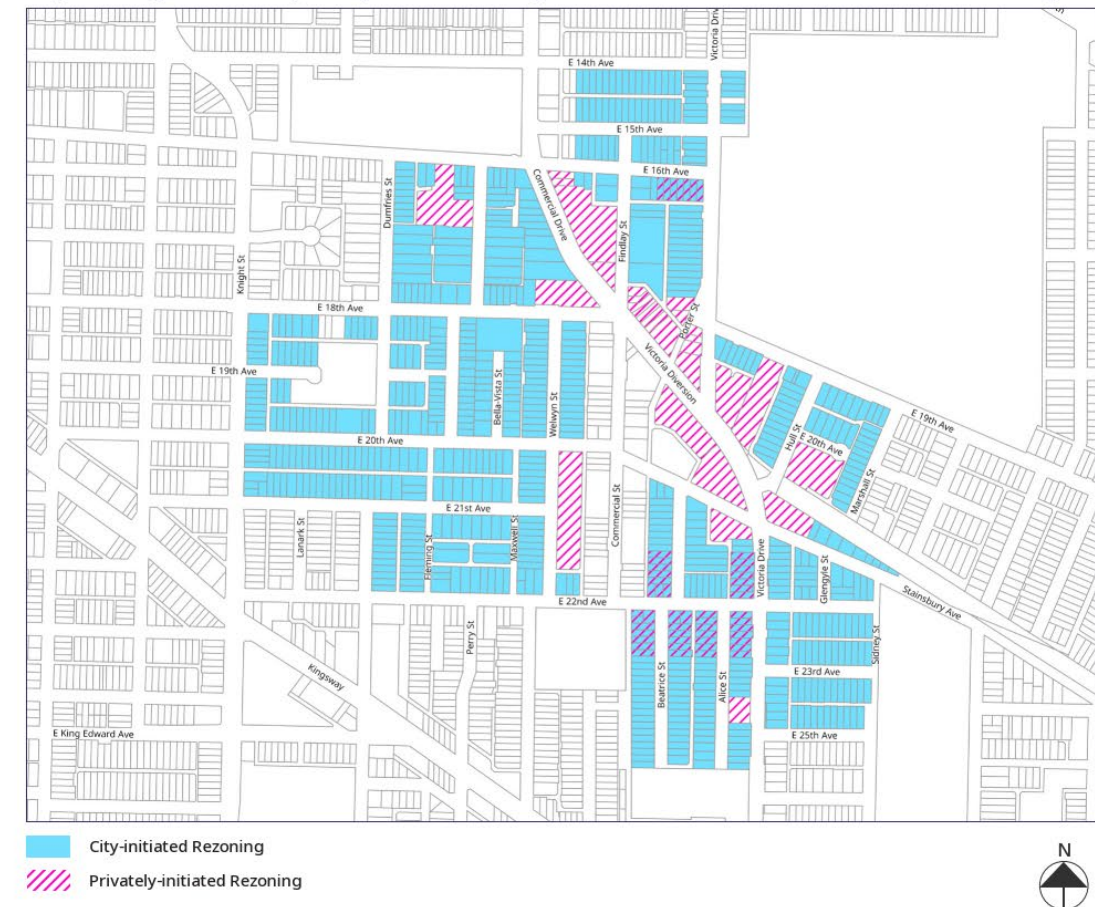 Victoria Drive
E 14th Ave
E 15th Ave
E 16th Ave
Commercial Drive
Dumfries St
Findlay St
Knight St
E 18th Ave
Porter St
Victoria Diversion
E 19th Ave
Bella-Vista St
Welwyn St
E 19th Ave
Hull St
E 20th Ave
E 20th Ave
Marshall St
E 21st Ave
Lanark St
Fleming St
Maxwell St
Commercial St
Victoria Drive
Glengyle St
Stainsbury Ave
E 22nd Ave
Perry St
Beatrice St
Alice St
Sidney St
E 23rd Ave
Kingsway
E King Edward Ave
E 25th Ave
City-initiated Rezoning
Privately-initiated Rezoning
N